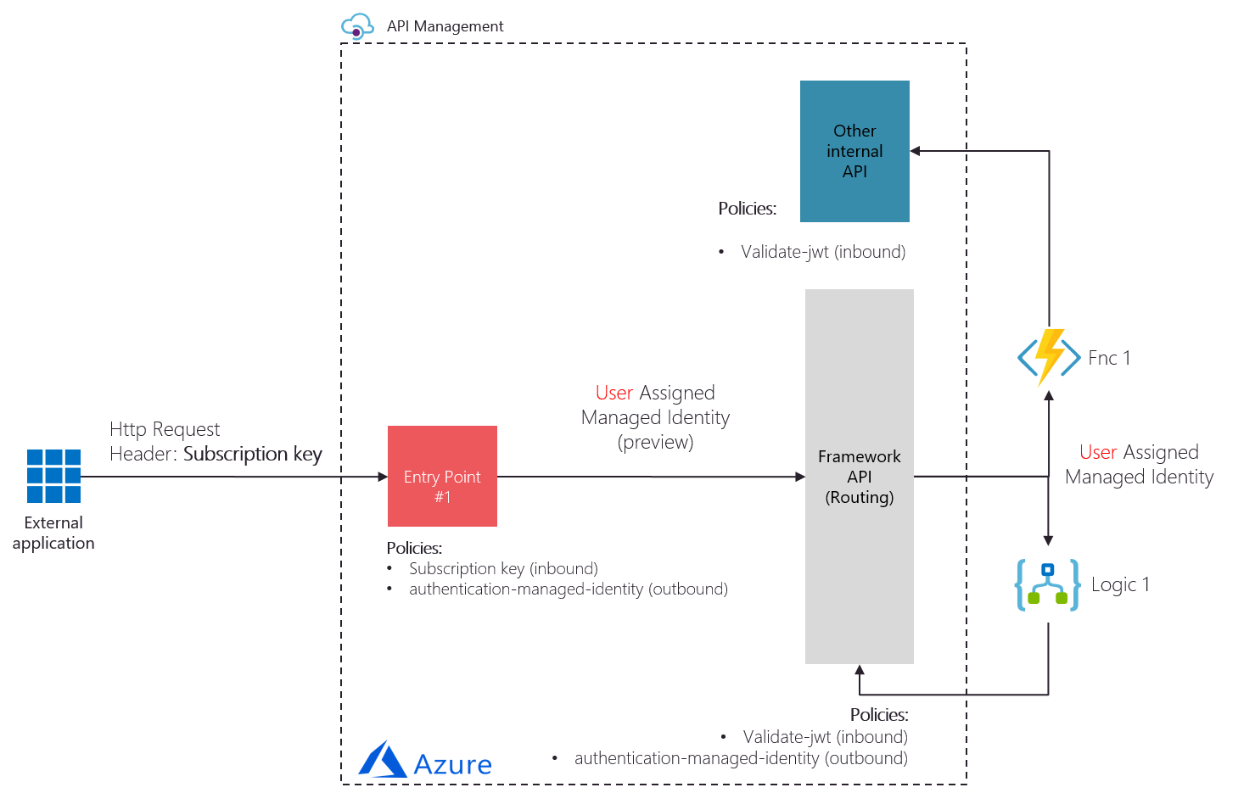 API Management
Other
internal
API
Policies:
• Validate-jwt (inbound)
Fnc 1
User Assigned
Managed Identity
(preview)
Http Request
Header: Subscription key
External
application
Entry Point
#1
Policies:
• Subscription key (inbound)
• authentication-managed-identity (outbound)
Framework
API
(Routing)
User Assigned
Managed Identity
Logic 1
Policies:
• Validate-jwt (inbound)
• authentication-managed-identity (outbound)
Azure